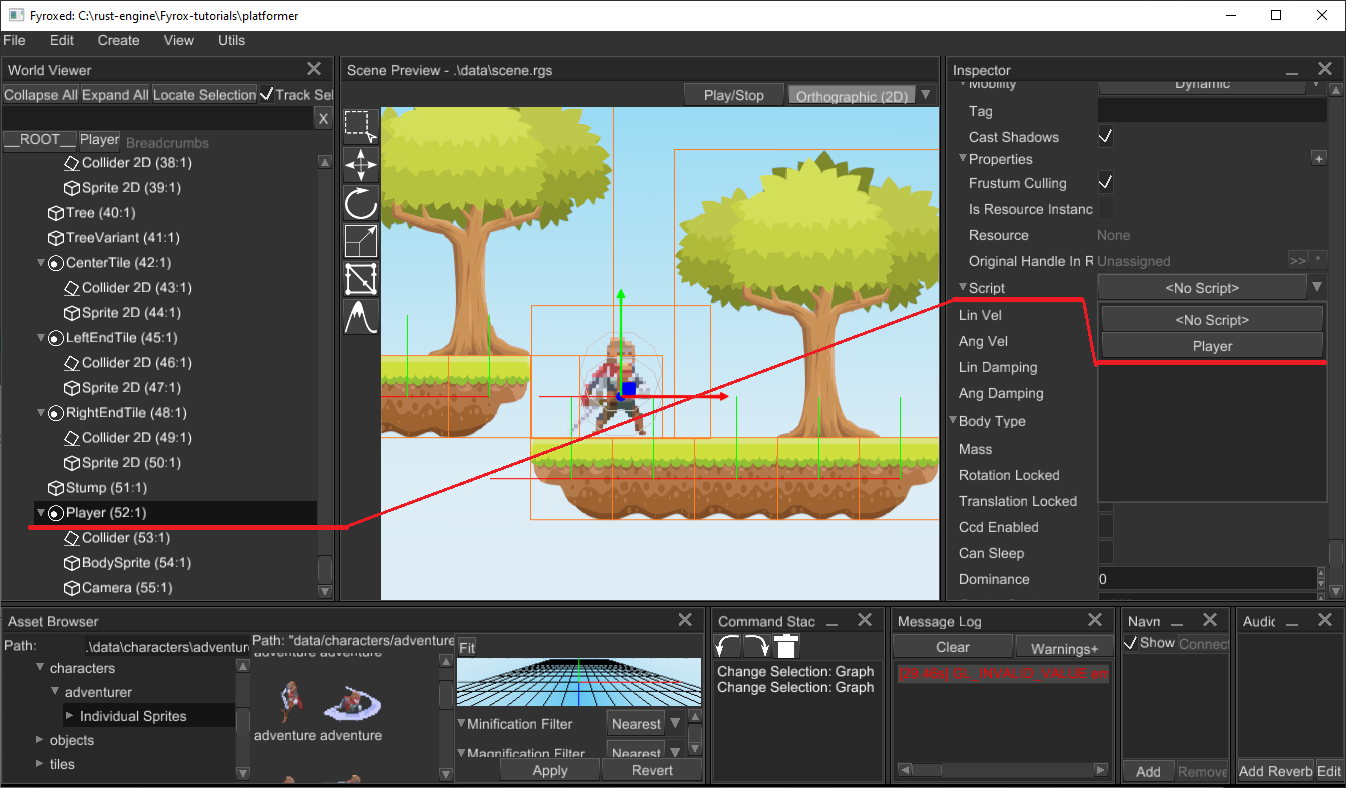 Fyroxed: C:\rust-engine\Fyrox-tutorials\platformer
File Edit Create View Utils
World Viewer
Collapse All Expand All Locate Selection Track Sel
X
__ROOT__ Player Breadcrumbs
Collider 2D (38:1)
Sprite 2D (39:1)
Tree (40:1)
TreeVariant (41:1)
CenterTile (42:1)
Collider 2D (43:1)
Sprite 2D (44:1)
LeftEndTile (45:1)
Collider 2D (46:1)
Sprite 2D (47:1)
RightEndTile (48:1)
Collider 2D (49:1)
Sprite 2D (50:1)
Stump (51:1)
Player (52:1)
Collider (53:1)
BodySprite (54:1)
Camera (55:1)
Scene Preview - .\data\scene.rgs
Play/Stop Orthographic (2D)
Inspector
Mobility Dynamic
Tag
Cast Shadows
Properties +
Frustum Culling
Is Resource Instanc
Resource None
Original Handle In R Unassigned >> *
Script <No Script>
<No Script>
Player
Lin Vel
Ang Vel
Lin Damping
Ang Damping
Body Type
Mass
Rotation Locked
Translation Locked
Ccd Enabled
Can Sleep
Dominance 0
Asset Browser
Path: .\data\characters\adventure
characters
adventurer
Individual Sprites
objects
tiles
Path: "data/characters/adventure
adventure adventure
adventure adventure
Fit
Minification Filter Nearest
Magnification Filter Nearest
Apply Revert
Command Stac
Change Selection: Graph
Change Selection: Graph
Message Log
Clear Warnings+
GL_INVALID_VALUE
Navn
Show Connect
Add Remove
Audic
Add Reverb Edit